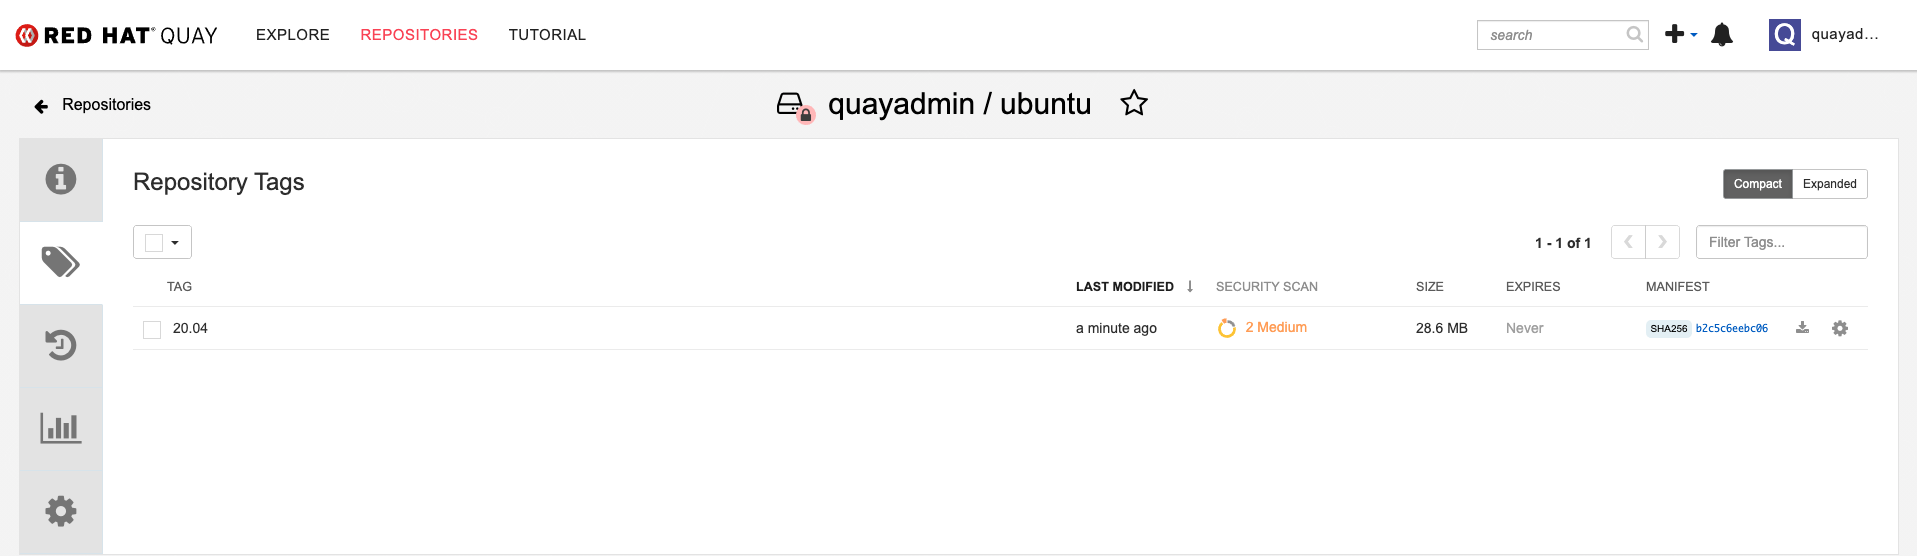 RED HAT® QUAY EXPLORE REPOSITORIES TUTORIAL search Q quayad...
Repositories quayadmin / ubuntu
Repository Tags Compact Expanded
1 - 1 of 1 Filter Tags...
TAG LAST MODIFIED SECURITY SCAN SIZE EXPIRES MANIFEST
20.04 a minute ago 2 Medium 28.6 MB Never SHA256 b2c5c6eebc06